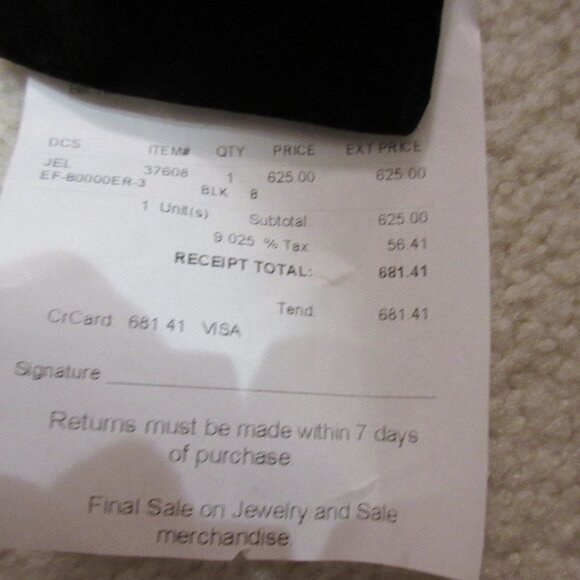 DCS ITEM# QTY PRICE EXT PRICE
JEL 37608 1 625.00 625.00
EF-80000ER-3 BLK 8
1 Unit(s) Subtotal 625.00
9.025 % Tax 56.41
RECEIPT TOTAL: 681.41
Tend: 681.41
CrCard: 681.41 VISA
Signature
Returns must be made within 7 days
of purchase
Final Sale on Jewelry and Sale
merchandise.